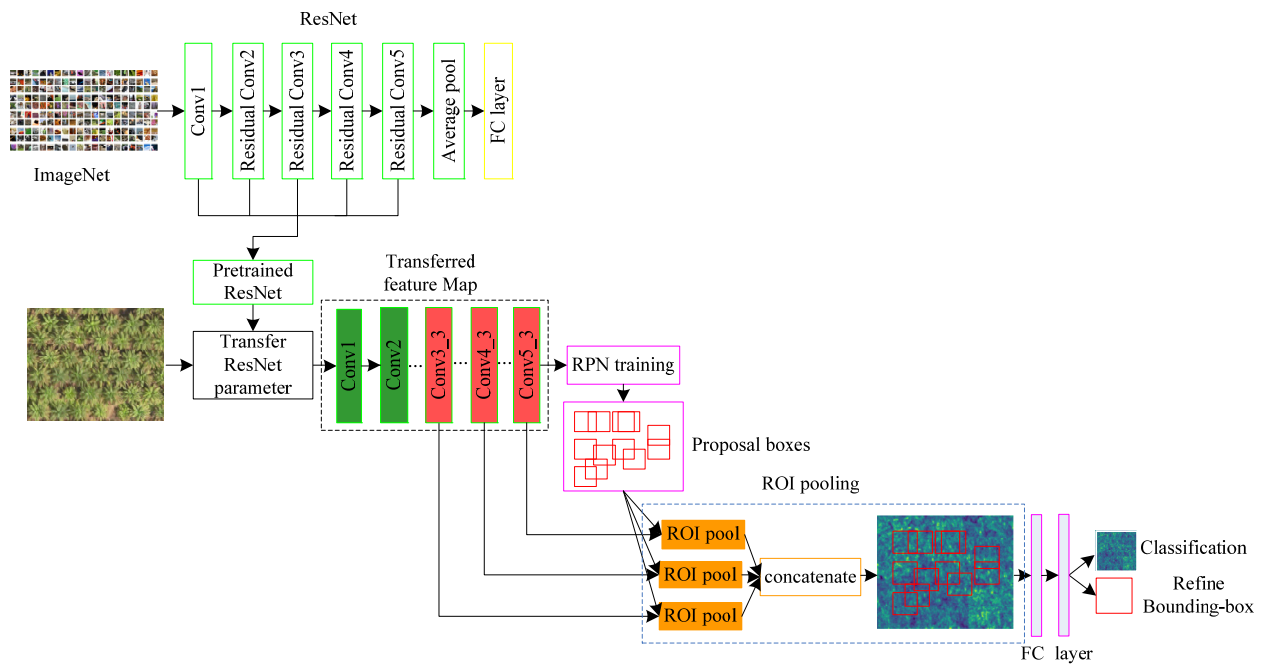 ResNet
ImageNet
Conv1
Residual Conv2
Residual Conv3
Residual Conv4
Residual Conv5
Average pool
FC layer
Pretrained
ResNet
Transfer
ResNet
parameter
Transferred
feature Map
Conv1
Conv2
...
Conv3_3
...
Conv4_3
...
Conv5_3
RPN training
Proposal boxes
ROI pooling
ROI pool
ROI pool
ROI pool
concatenate
FC layer
Classification
Refine
Bounding-box